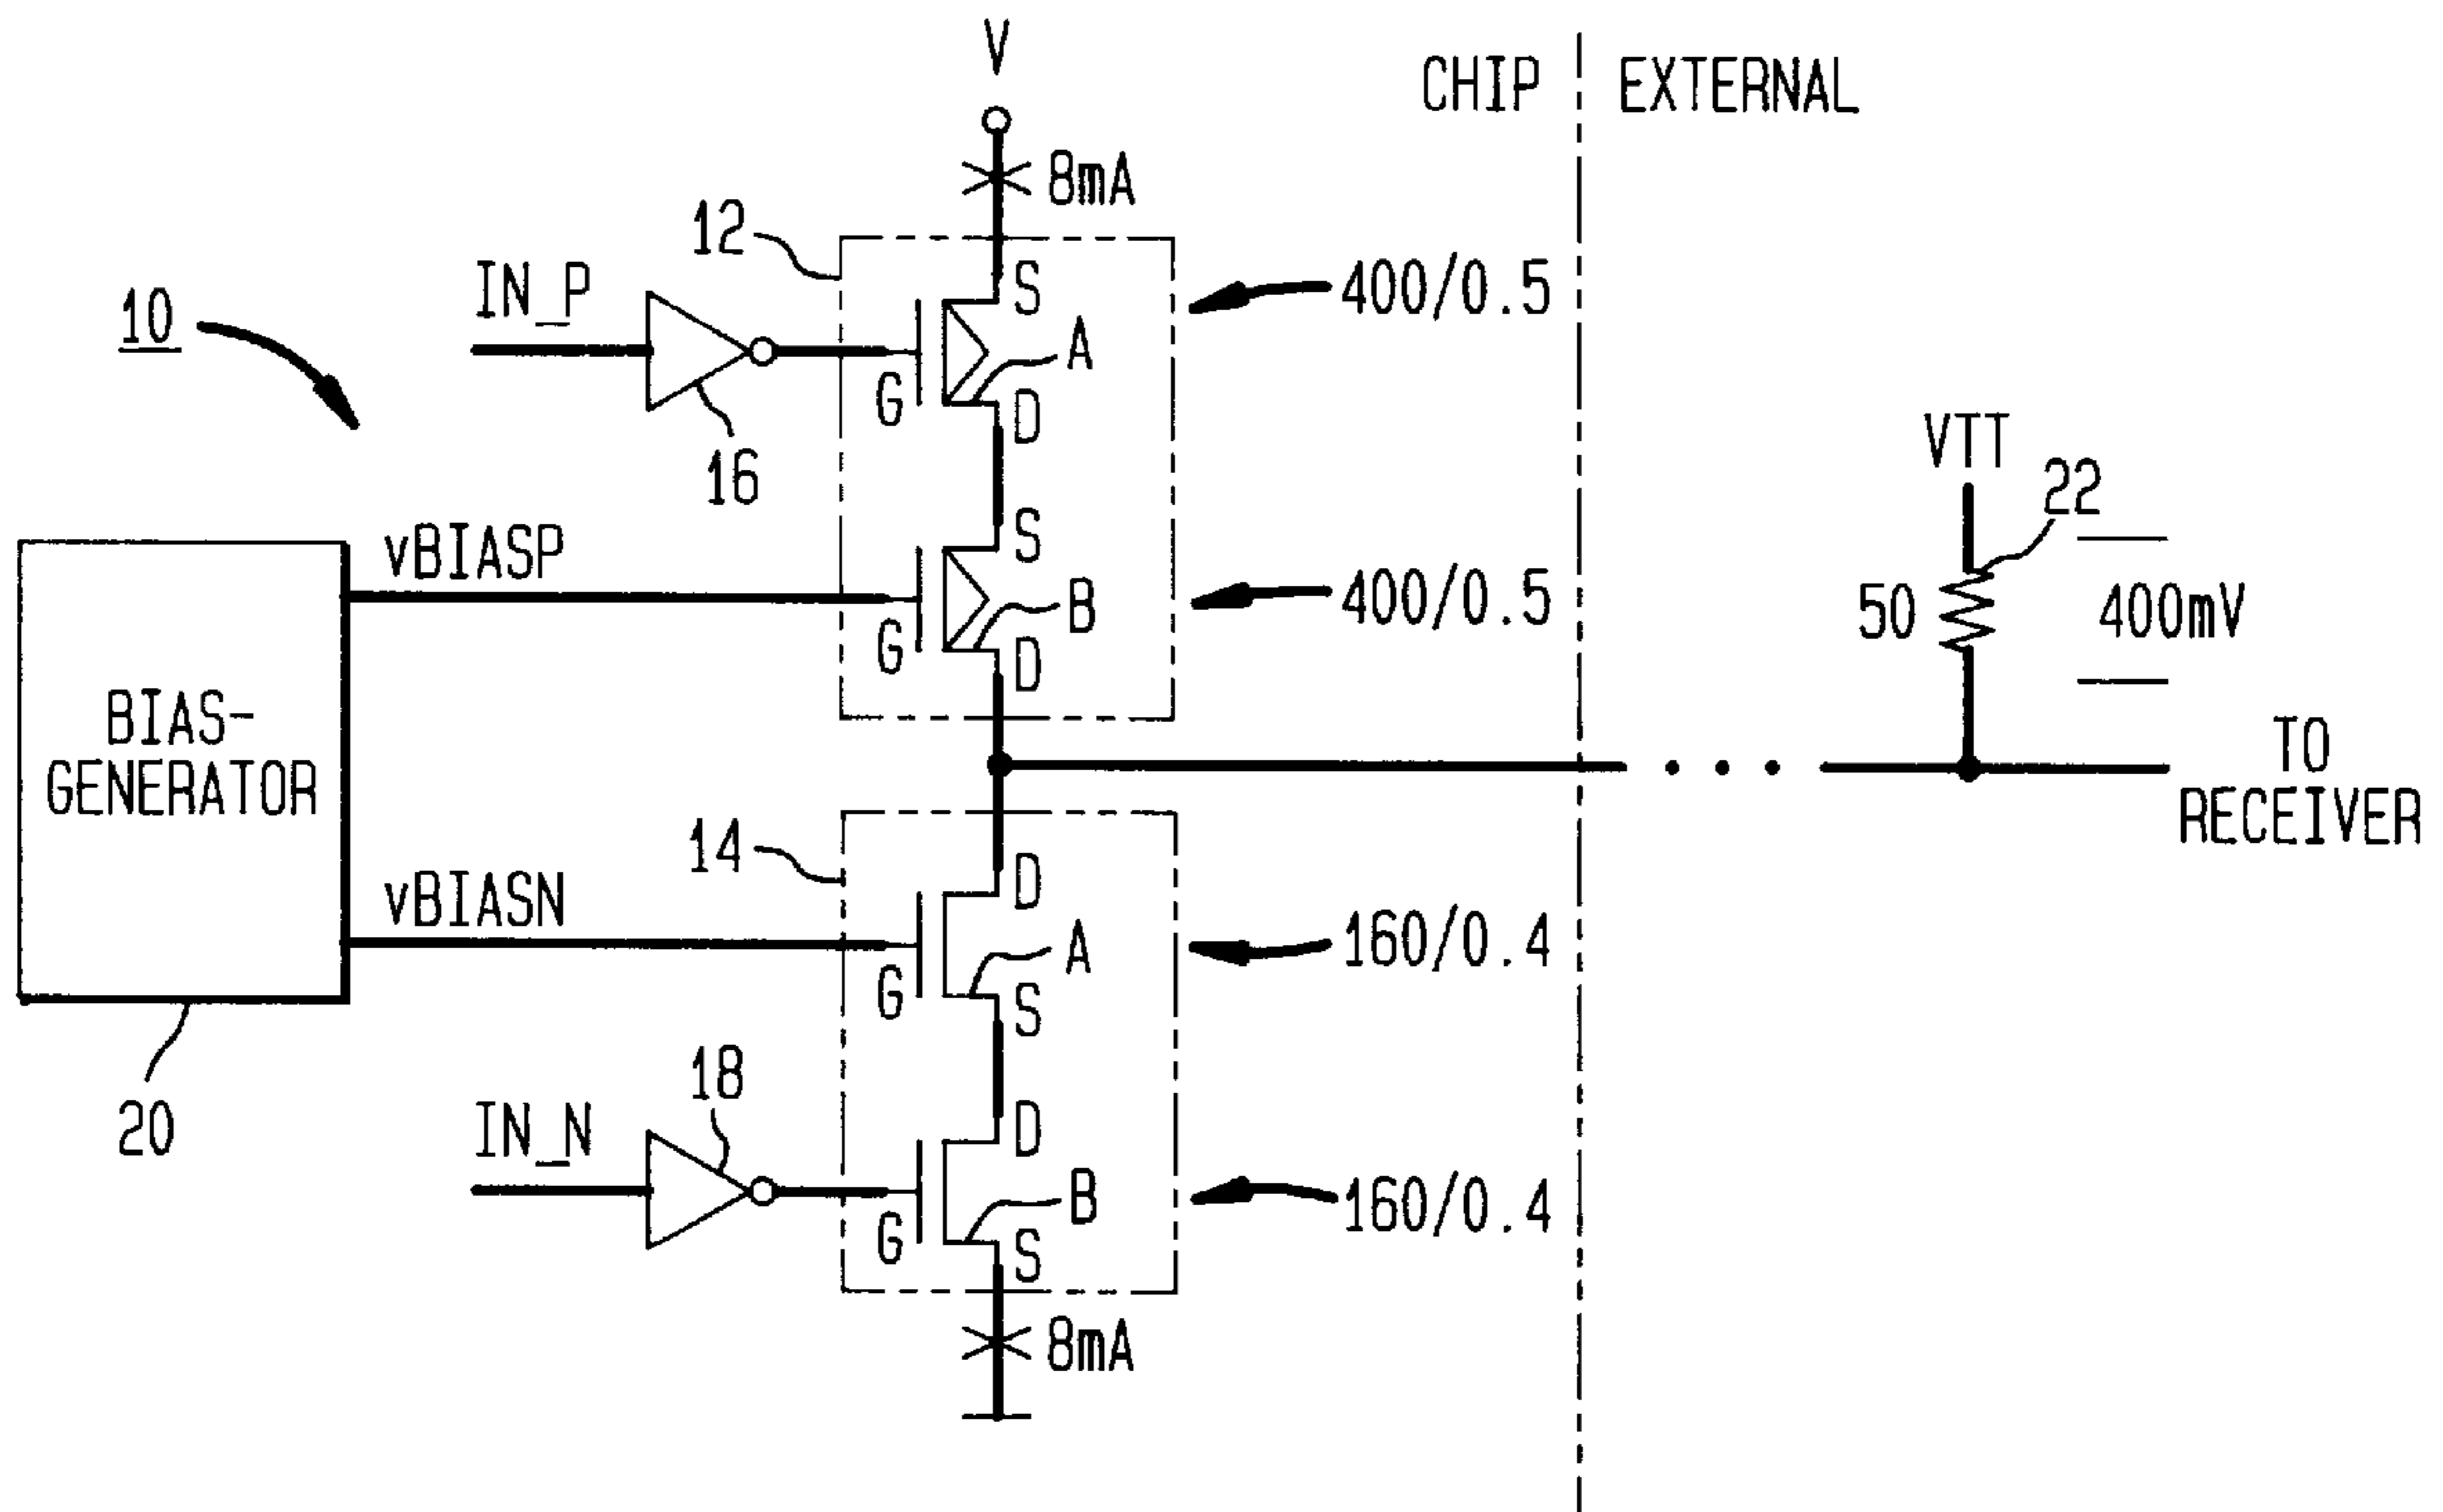 V
CHIP
EXTERNAL
8mA
12
IN_P
S
400/0.5
10
A
G
D
16
VTT
22
S
vBIASP
400/0.5
B
50
400mV
G
D
BIAS-
GENERATOR
TO
RECEIVER
14
D
vBIASN
A
160/0.4
G
S
18
20
IN_N
D
B
160/0.4
G
S
8mA